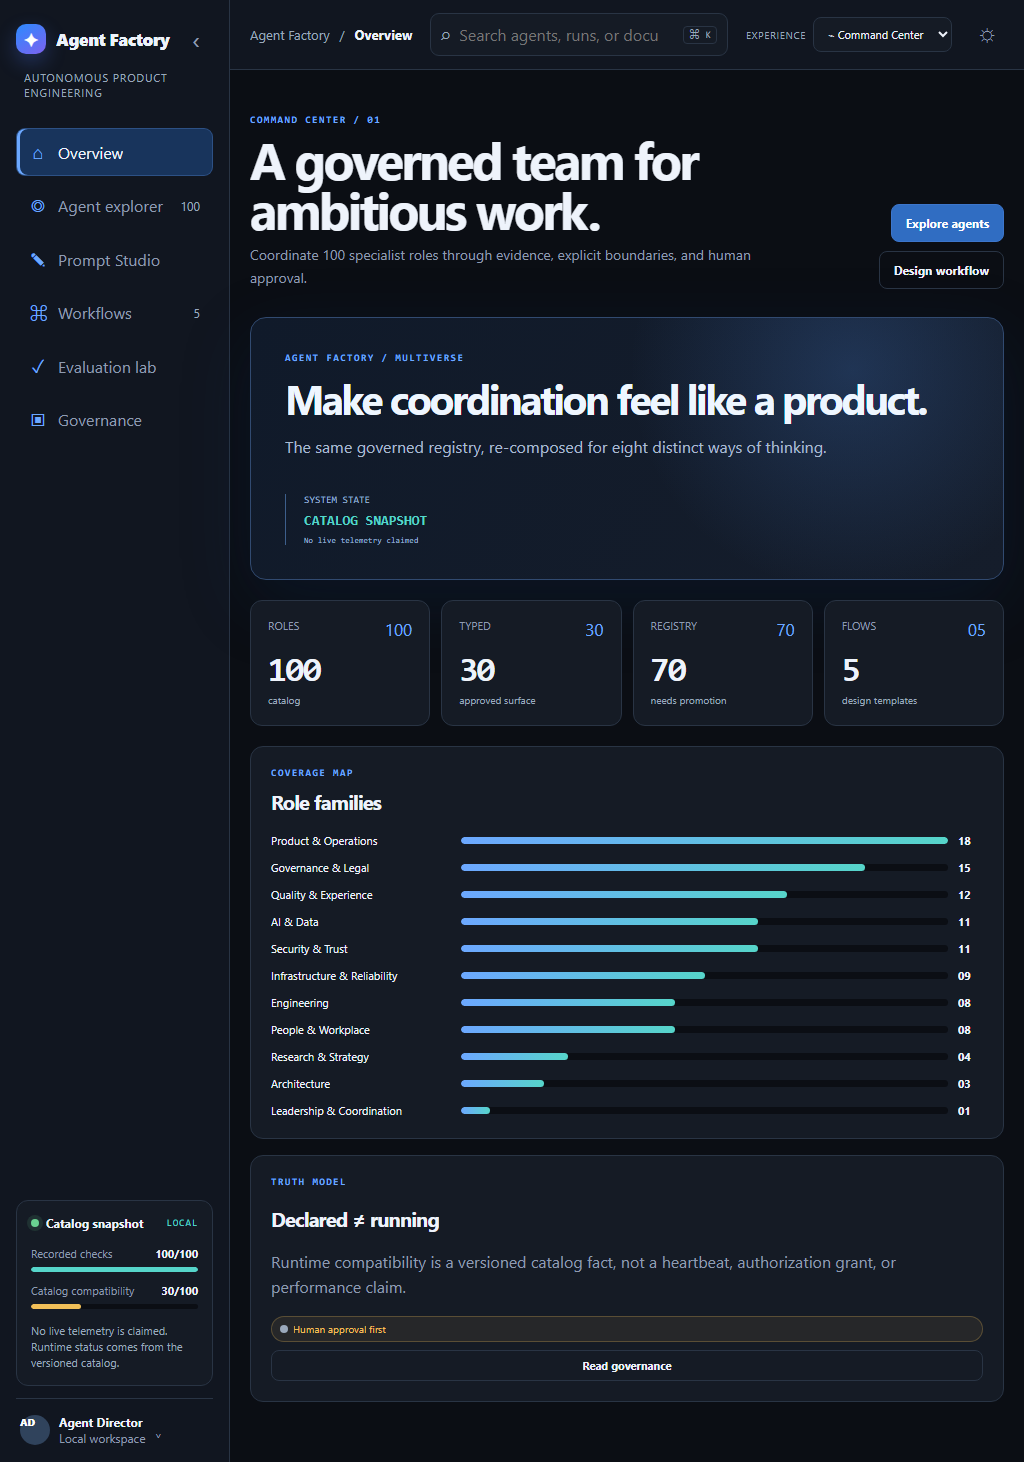 Agent Factory
AUTONOMOUS PRODUCT
ENGINEERING
Overview
Agent explorer 100
Prompt Studio
Workflows 5
Evaluation lab
Governance
Catalog snapshot LOCAL
Recorded checks 100/100
Catalog compatibility 30/100
No live telemetry is claimed.
Runtime status comes from the
versioned catalog.
AD
Agent Director
Local workspace
Agent Factory / Overview
Search agents, runs, or docu
⌘ K
EXPERIENCE
~ Command Center
COMMAND CENTER / 01
A governed team for
ambitious work.
Coordinate 100 specialist roles through evidence, explicit boundaries, and human
approval.
Explore agents
Design workflow
AGENT FACTORY / MULTIVERSE
Make coordination feel like a product.
The same governed registry, re-composed for eight distinct ways of thinking.
SYSTEM STATE
CATALOG SNAPSHOT
No live telemetry claimed
ROLES 100
100
catalog
TYPED 30
30
approved surface
REGISTRY 70
70
needs promotion
FLOWS 05
5
design templates
COVERAGE MAP
Role families
Product & Operations 18
Governance & Legal 15
Quality & Experience 12
AI & Data 11
Security & Trust 11
Infrastructure & Reliability 09
Engineering 08
People & Workplace 08
Research & Strategy 04
Architecture 03
Leadership & Coordination 01
TRUTH MODEL
Declared ≠ running
Runtime compatibility is a versioned catalog fact, not a heartbeat, authorization grant, or
performance claim.
Human approval first
Read governance